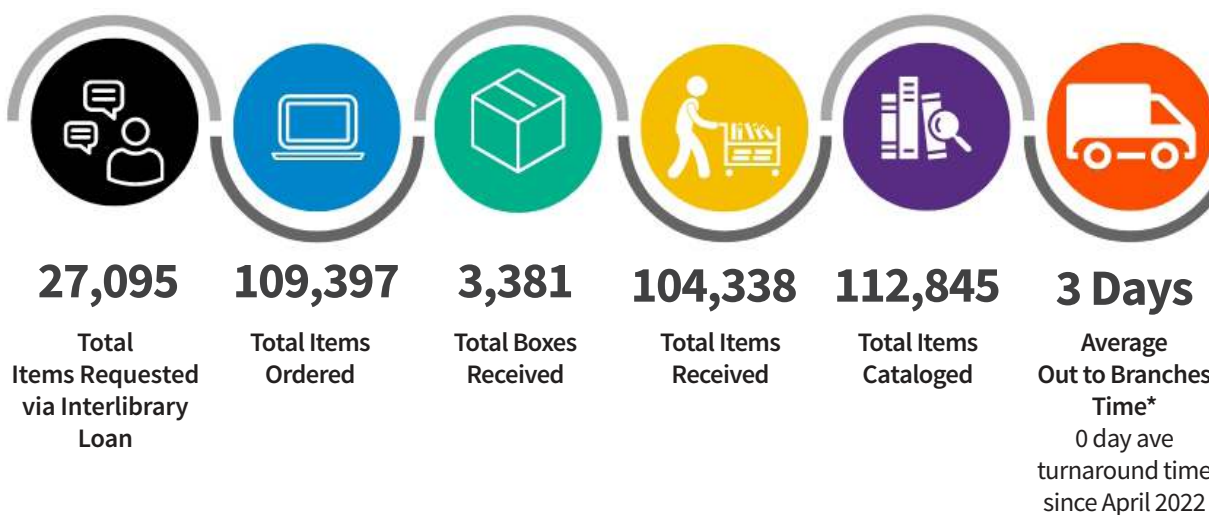 27,095
Total
Items Requested
via Interlibrary
Loan
109,397
Total Items
Ordered
3,381
Total Boxes
Received
104,338
Total Items
Received
112,845
Total Items
Cataloged
3 Days
Average
Out to Branches
Time*
0 day ave
turnaround time
since April 2022